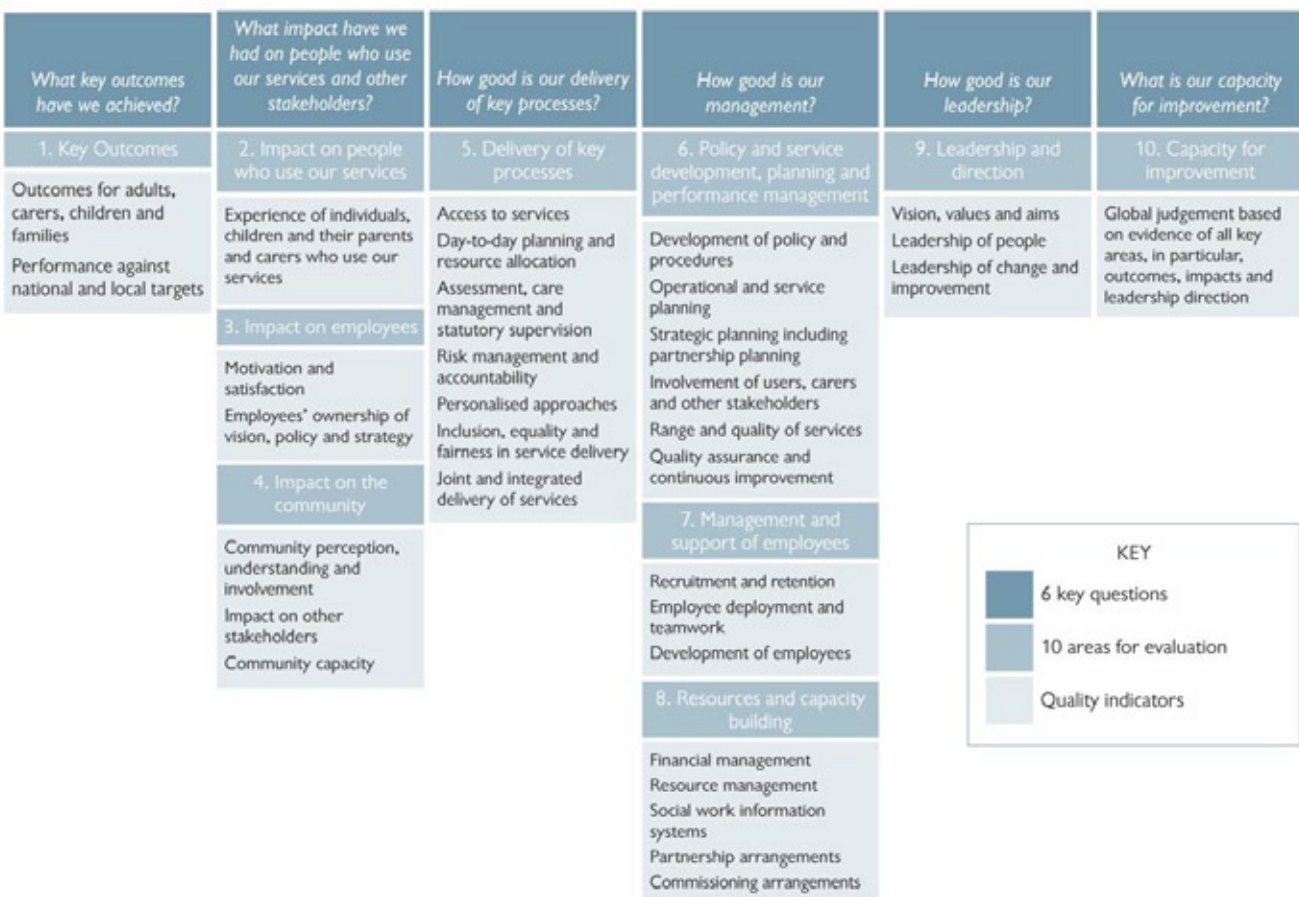 What key outcomes
have we achieved?
1. Key Outcomes
Outcomes for adults,
carers, children and
families
Performance against
national and local targets
What impact have we
had on people who use
our services and other
stakeholders?
2. Impact on people
who use our services
Experience of individuals,
children and their parents
and carers who use our
services
3. Impact on employees
Motivation and
satisfaction
Employees' ownership of
vision, policy and strategy
4. Impact on the
community
Community perception,
understanding and
involvement
Impact on other
stakeholders
Community capacity
How good is our delivery
of key processes?
5. Delivery of key
processes
Access to services
Day-to-day planning and
resource allocation
Assessment, care
management and
statutory supervision
Risk management and
accountability
Personalised approaches
Inclusion, equality and
fairness in service delivery
Joint and integrated
delivery of services
How good is our
management?
6. Policy and service
development, planning and
performance management
Development of policy and
procedures
Operational and service
planning
Strategic planning including
partnership planning
Involvement of users, carers
and other stakeholders
Range and quality of services
Quality assurance and
continuous improvement
7. Management and
support of employees
Recruitment and retention
Employee deployment and
teamwork
Development of employees
8. Resources and capacity
building
Financial management
Resource management
Social work information
systems
Partnership arrangements
Commissioning arrangements
How good is our
leadership?
9. Leadership and
direction
Vision, values and aims
Leadership of people
Leadership of change and
improvement
What is our capacity
for improvement?
10. Capacity for
improvement
Global judgement based
on evidence of all key
areas, in particular,
outcomes, impacts and
leadership direction
KEY
6 key questions
10 areas for evaluation
Quality indicators